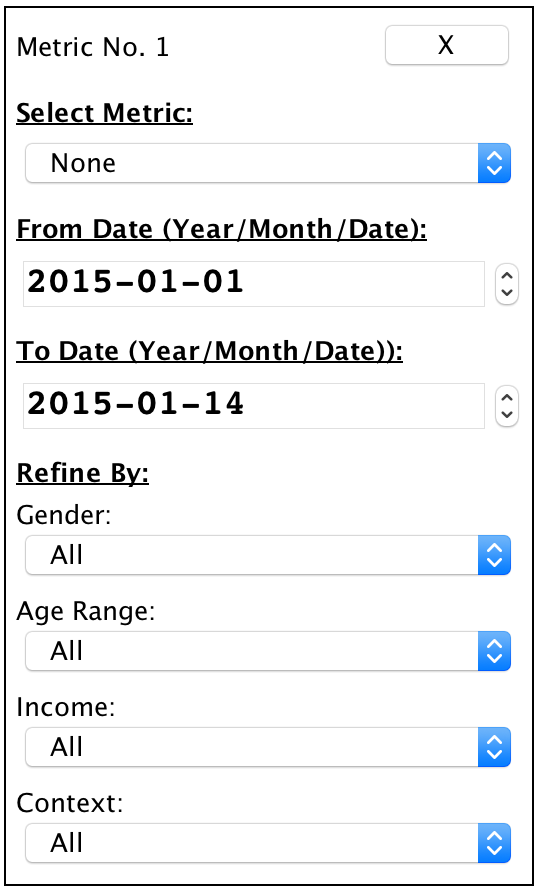 Metric No. 1 X
Select Metric:
None
From Date (Year/Month/Date):
2015-01-01
To Date (Year/Month/Date)):
2015-01-14
Refine By:
Gender:
All
Age Range:
All
Income:
All
Context:
All